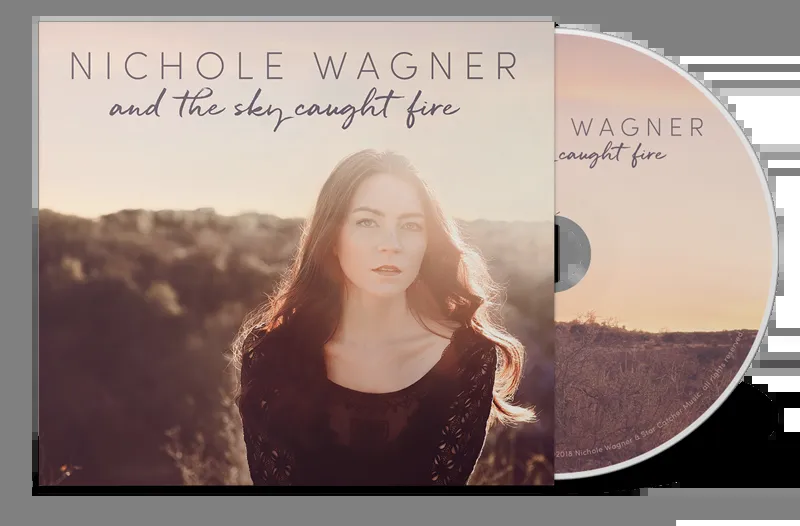 NICHOLE WAGNER
and the sky caught fire
WAGNER
caught fire
2018 Nichole Wagner & Star Catcher Music, all rights reserved